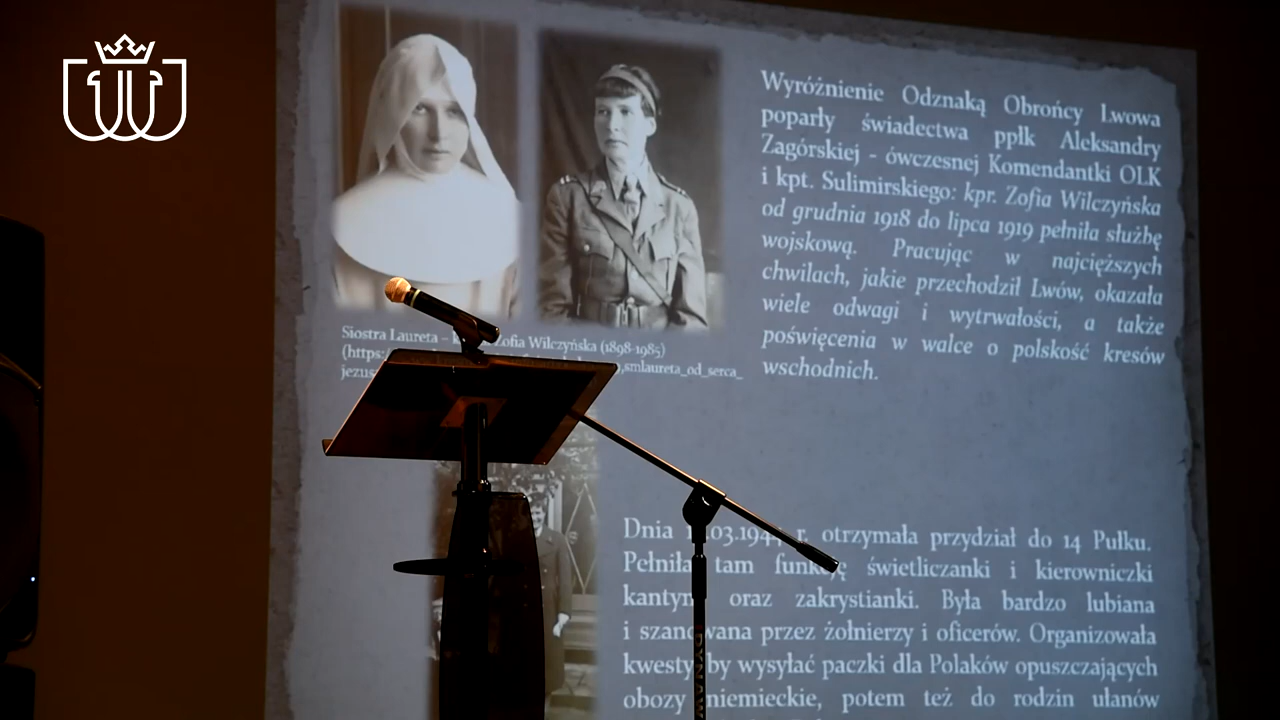 Wyróżnienie Odznaką Obrońcy Lwowa
poparły świadectwa ppłk Aleksandry
Zagórskiej - ówczesnej Komendantki OLK
i kpt. Sulimirskiego: kpr. Zofia Wilczyńska
od grudnia 1918 do lipca 1919 pełniła służbę
wojskową. Pracując w najcięższych
chwilach, jakie przechodził Lwów, okazała
wiele odwagi i wytrwałości, a także
poświęcenia w walce o polskość kresów
wschodnich.
Siostra Laureta – Zofia Wilczyńska (1898-1985)
(https:/
jezus ,smlaureta_od_serca_
Dnia .03.194 r. otrzymała przydział do 14 Pułku.
Pełniła tam funkcję świetliczanki i kierowniczki
kantyn oraz zakrystianki. Była bardzo lubiana
i szanowana przez żołnierzy i oficerów. Organizowała
kwesty by wysyłać paczki dla Polaków opuszczających
obozy niemieckie, potem też do rodzin ułanów